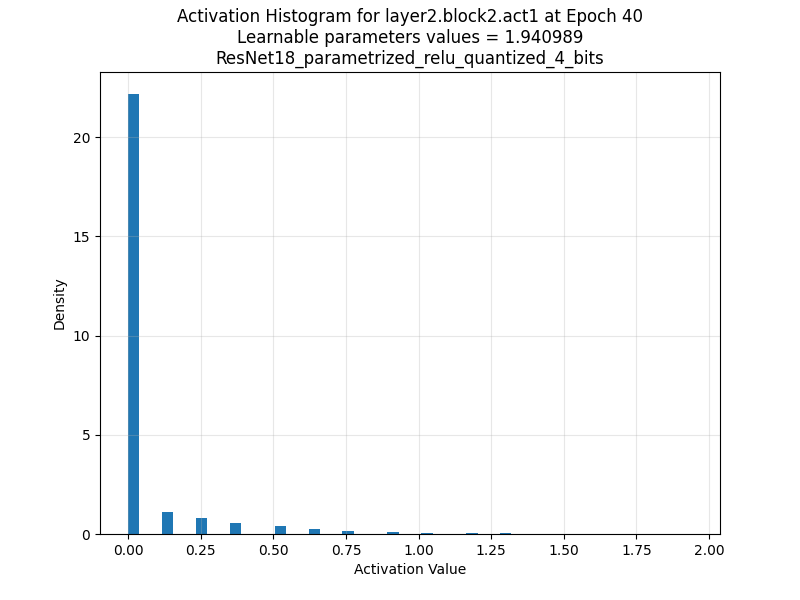 Activation Histogram for layer2.block2.act1 at Epoch 40
Learnable parameters values = 1.940989
ResNet18_parametrized_relu_quantized_4_bits
20
15
10
5
0
Density
0.00 0.25 0.50 0.75 1.00 1.25 1.50 1.75 2.00
Activation Value